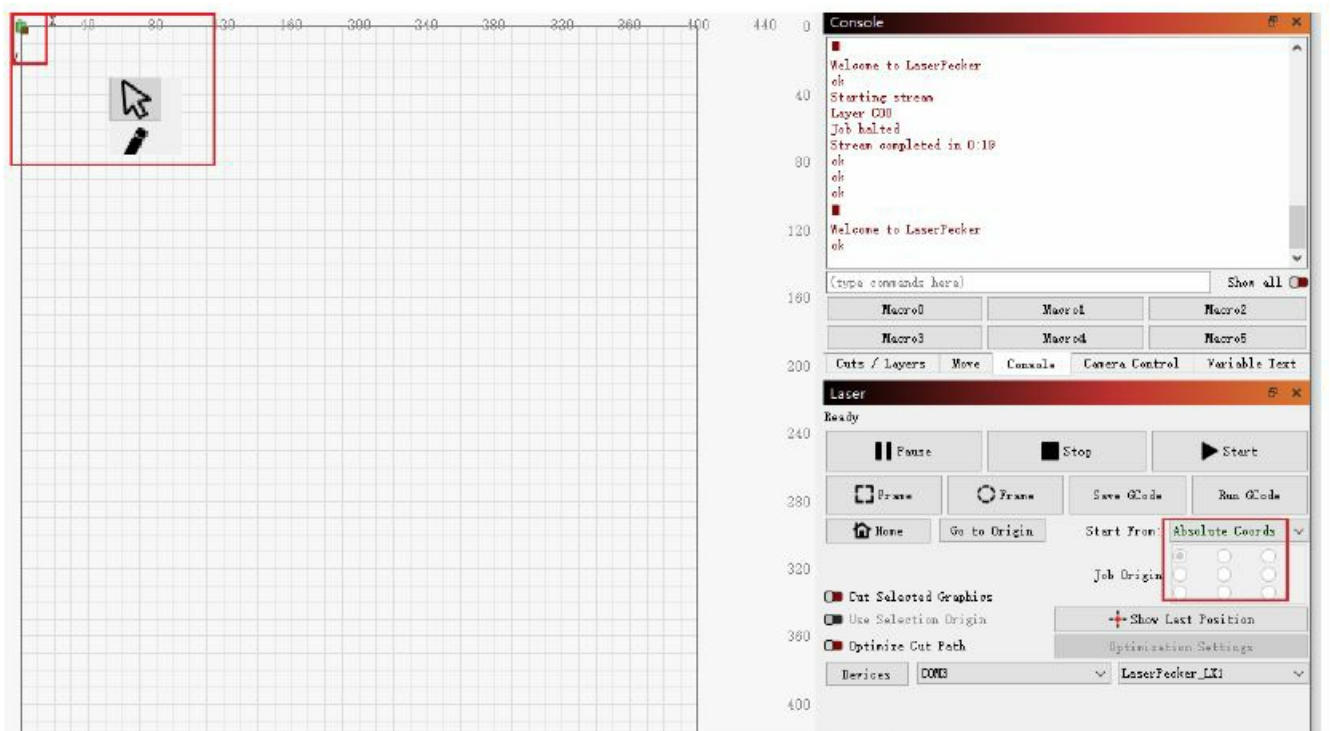 40 80 120 160 200 240 280 320 360 400 440 0
Console
Welcome to LaserPecker
ok
40
Starting stream
Layer C00
Job halted
Stream completed in 0:19
80
ok
ok
ok
120
Welcome to LaserPecker
ok
(type commands here)
Show all
160
Macro0 Macro1 Macro2
Macro3 Macro4 Macro5
200
Cuts / Layers Move Console Camera Control Variable Text
Laser
Ready
240
Pause Stop Start
280
Frame Frame Save GCode Run GCode
Home Go to Origin Start From: Absolute Coords
320
Job Origin
Cut Selected Graphics
Use Selection Origin
Show Last Position
360
Optimize Cut Path
Optimization Settings
Devices COM3 LaserPecker_LX1
400